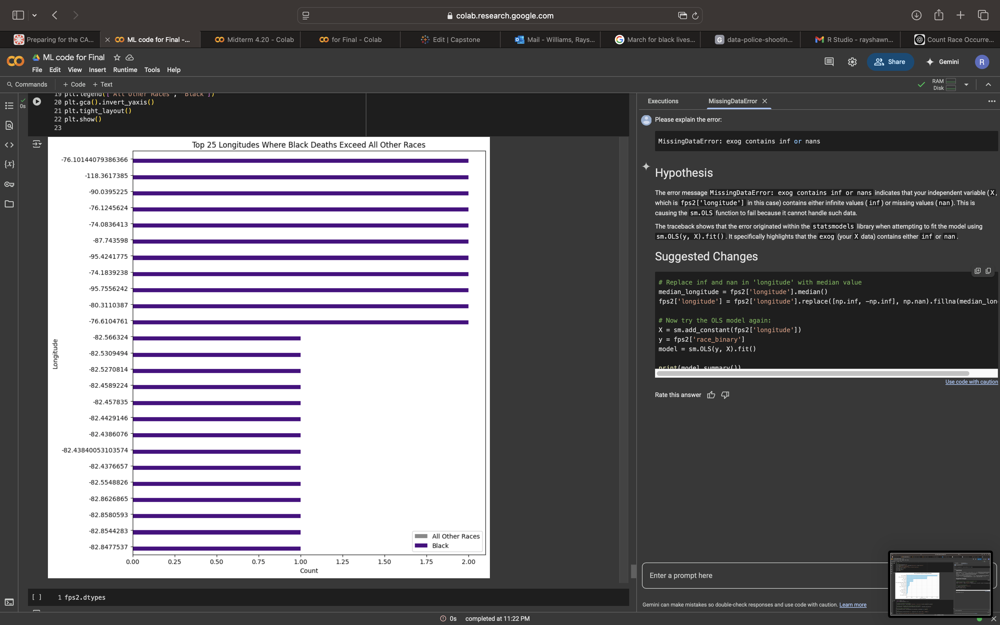 colab.research.google.com
Preparing for the CA...
ML code for Final -...
Midterm 4.20 - Colab
for Final - Colab
Edit | Capstone
Mail - Williams, Rays...
March for black lives...
data-police-shootin...
R Studio - rayshawn...
Count Race Occurre...
ML code for Final
File Edit View Insert Runtime Tools Help
Share
Gemini
R
Commands + Code + Text
RAM
Disk
0s
19 plt.legend(["All Other Races", "Black"])
20 plt.gca().invert_yaxis()
21 plt.tight_layout()
22 plt.show()
23
Top 25 Longitudes Where Black Deaths Exceed All Other Races
-76.10144079386366
-118.3617385
-90.0395225
-76.1245624
-74.0836413
-87.743598
-95.4241775
-74.1839238
-95.7556242
-80.3110387
-76.6104761
-82.566324
-82.5309494
-82.5270814
-82.4589224
-82.457835
-82.4429146
-82.4386076
-82.43840053103574
-82.4376657
-82.5548826
-82.8626865
-82.8580593
-82.8544283
-82.8477537
Longitude
All Other Races
Black
0.00 0.25 0.50 0.75 1.00 1.25 1.50 1.75 2.00
Count
[ ] 1 fps2.dtypes
Executions
MissingDataError
Please explain the error:
MissingDataError: exog contains inf or nans
Hypothesis
The error message MissingDataError: exog contains inf or nans indicates that your independent variable (X,
which is fps2['longitude'] in this case) contains either infinite values (inf) or missing values (nan). This is
causing the sm.OLS function to fail because it cannot handle such data.
The traceback shows that the error originated within the statsmodels library when attempting to fit the model using
sm.OLS(y, X).fit(). It specifically highlights that the exog (your X data) contains either inf or nan.
Suggested Changes
# Replace inf and nan in 'longitude' with median value
median_longitude = fps2['longitude'].median()
fps2['longitude'] = fps2['longitude'].replace([np.inf, -np.inf], np.nan).fillna(median_lon
# Now try the OLS model again:
X = sm.add_constant(fps2['longitude'])
y = fps2['race_binary']
model = sm.OLS(y, X).fit()
print(model.summary())
Use code with caution
Rate this answer
Enter a prompt here
Gemini can make mistakes so double-check responses and use code with caution. Learn more
0s completed at 11:22 PM